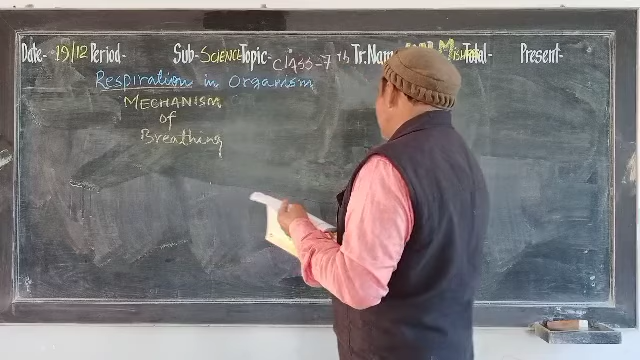 Date- 19/12 Period- Sub- SCIENCE Topic- CLASS-7th Tr.Name Total- Present-
Respiration in Organism
MECHANISM
of
Breathing